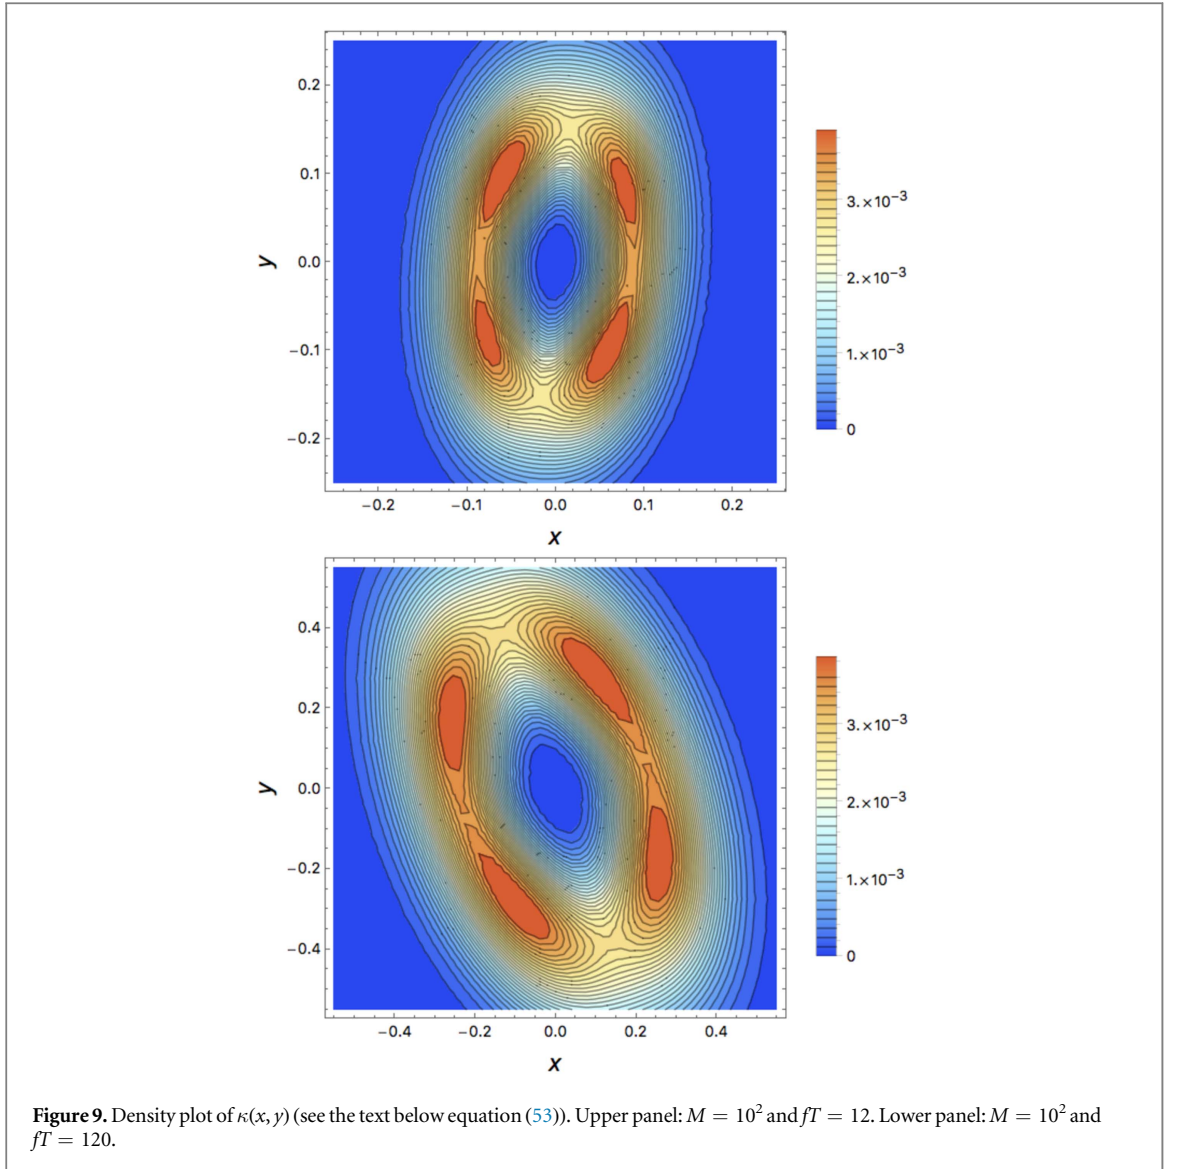 0.2
0.1
0.0
−0.1
−0.2
y
−0.2 −0.1 0.0 0.1 0.2
x
3.×10⁻³
2.×10⁻³
1.×10⁻³
0
0.4
0.2
0.0
−0.2
−0.4
y
−0.4 −0.2 0.0 0.2 0.4
x
3.×10⁻³
2.×10⁻³
1.×10⁻³
0
Figure 9. Density plot of κ(x, y) (see the text below equation (53)). Upper panel: M = 10² and fT = 12. Lower panel: M = 10² and
fT = 120.